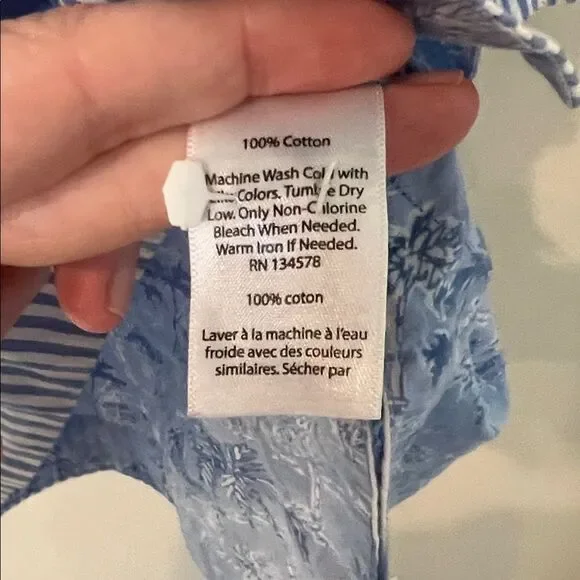 100% Cotton
Machine Wash Col with
Colors. Tumble Dry
Low. Only Non-Chlorine
Bleach When Needed.
Warm Iron If Needed.
RN 134578
100% coton
Laver à la machine à l'eau
froide avec des couleurs
similaires. Sécher par